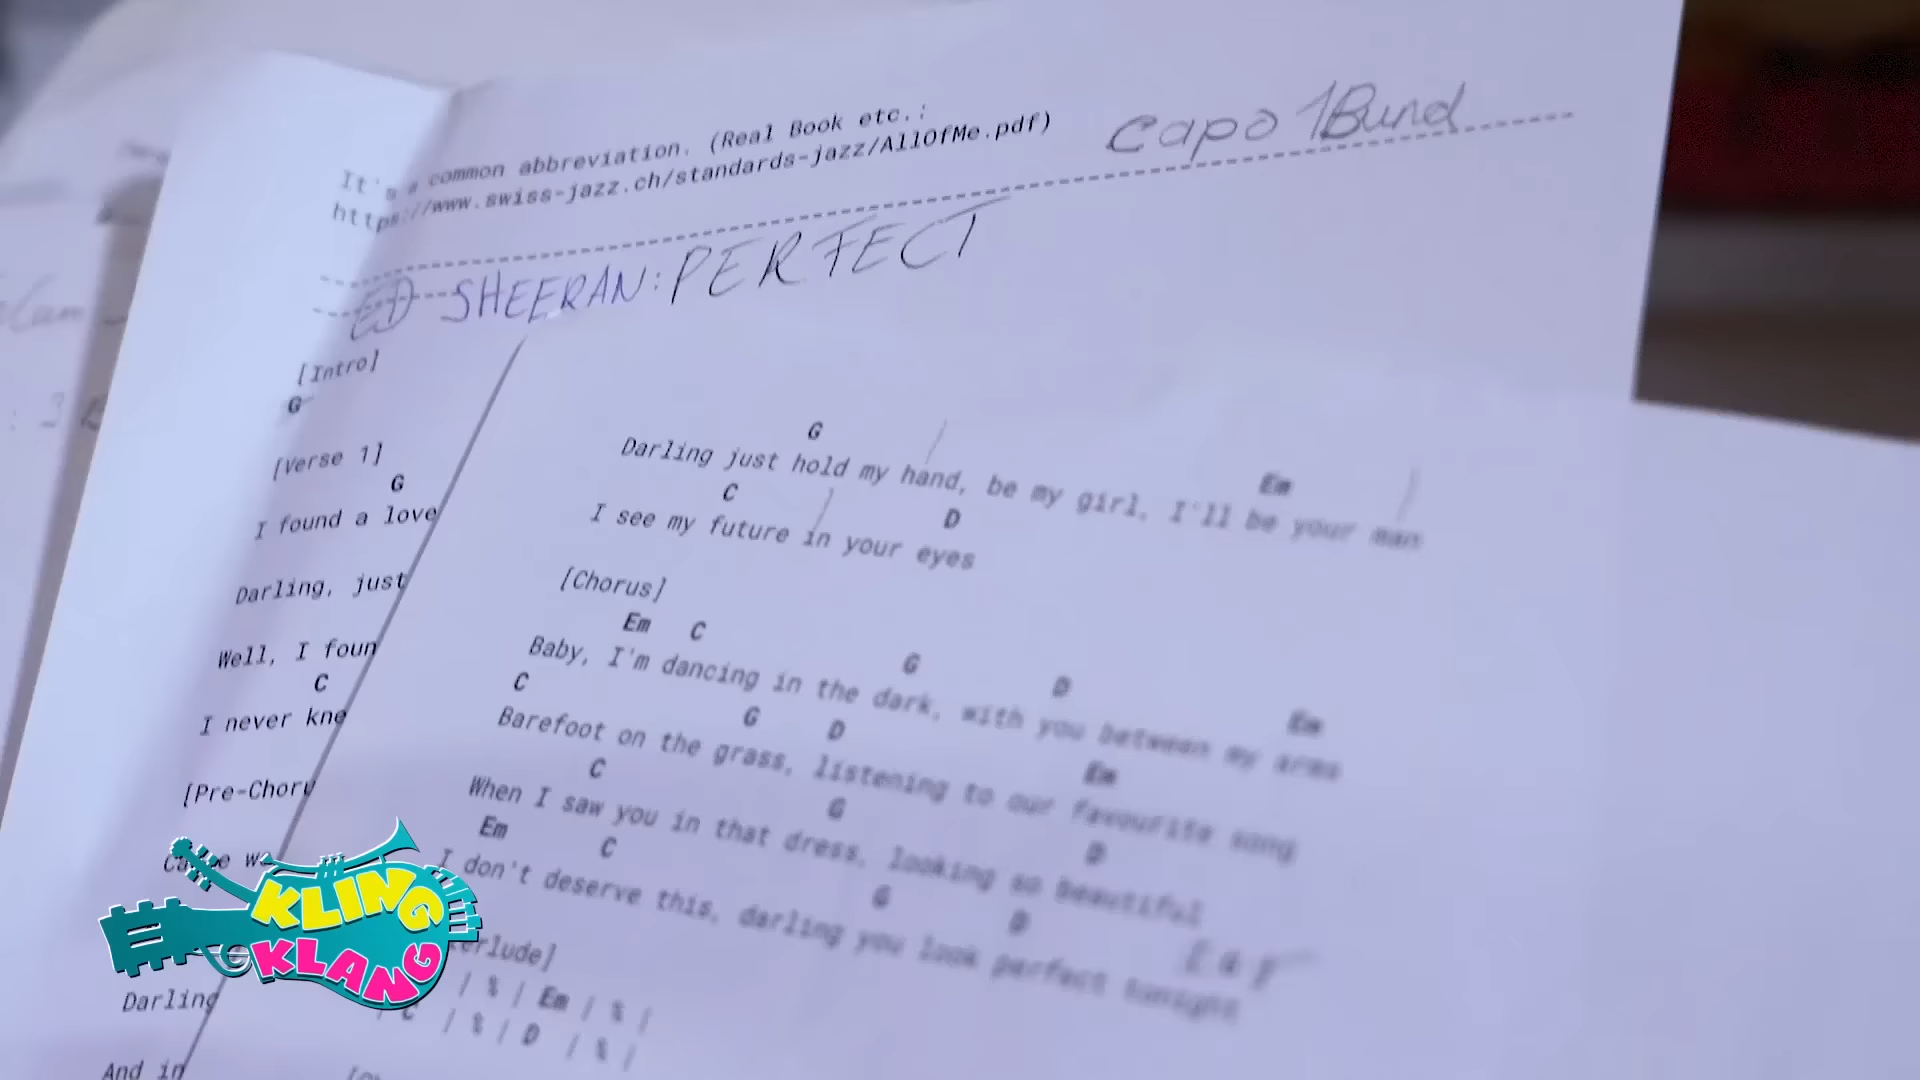 It's a common abbreviation. (Real Book etc.:
https://www.swiss-jazz.ch/standards-jazz/AllOfMe.pdf)
Capo 1Bund
ED SHEERAN: PERFECT
[Intro]
G
[Verse 1]
G
I found a love
Darling, just
Well, I foun
C
I never kne
[Pre-Choru
Darling
And in
G
Darling just hold my hand, be my girl, I'll be your man
Em
C
I see my future in your eyes
D
[Chorus]
Em C G D
Baby, I'm dancing in the dark, with you between my arms
Em
C G D
Barefoot on the grass, listening to our favourite song
Em
C G D
When I saw you in that dress, looking so beautiful
Em C G D
I don't deserve this, darling you look perfect tonight
erlude]
| % | Em | % |
| C | % | D | % |
KLING
KLANG